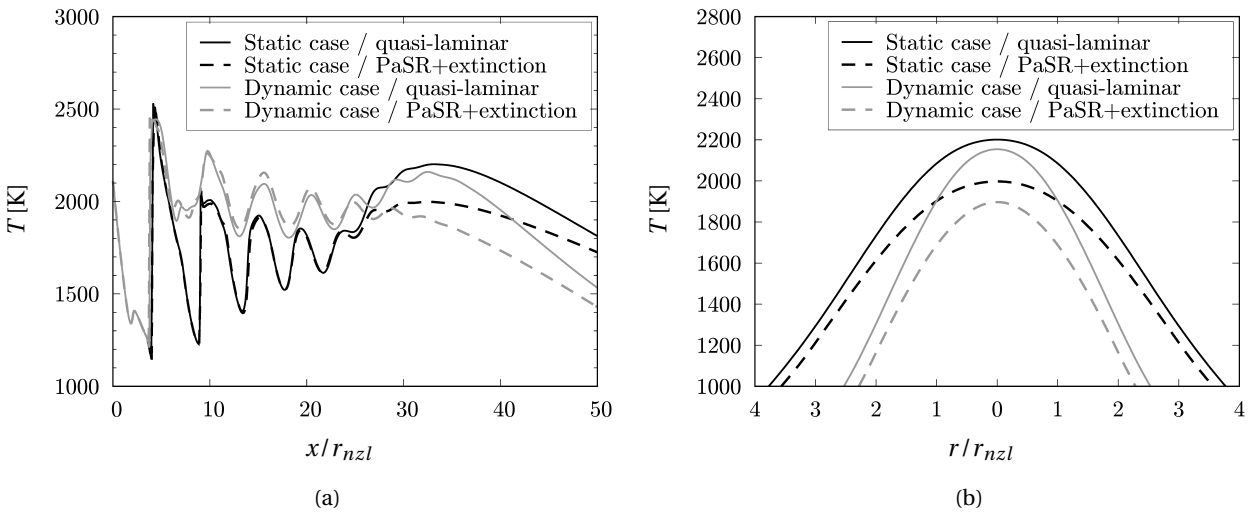 3000
2500
2000
1500
1000
T [K]
Static case / quasi-laminar
Static case / PaSR+extinction
Dynamic case / quasi-laminar
Dynamic case / PaSR+extinction
0 10 20 30 40 50
x/r_nzl
(a)
2800
2600
2400
2200
2000
1800
1600
1400
1200
1000
T [K]
Static case / quasi-laminar
Static case / PaSR+extinction
Dynamic case / quasi-laminar
Dynamic case / PaSR+extinction
4 3 2 1 0 1 2 3 4
r/r_nzl
(b)